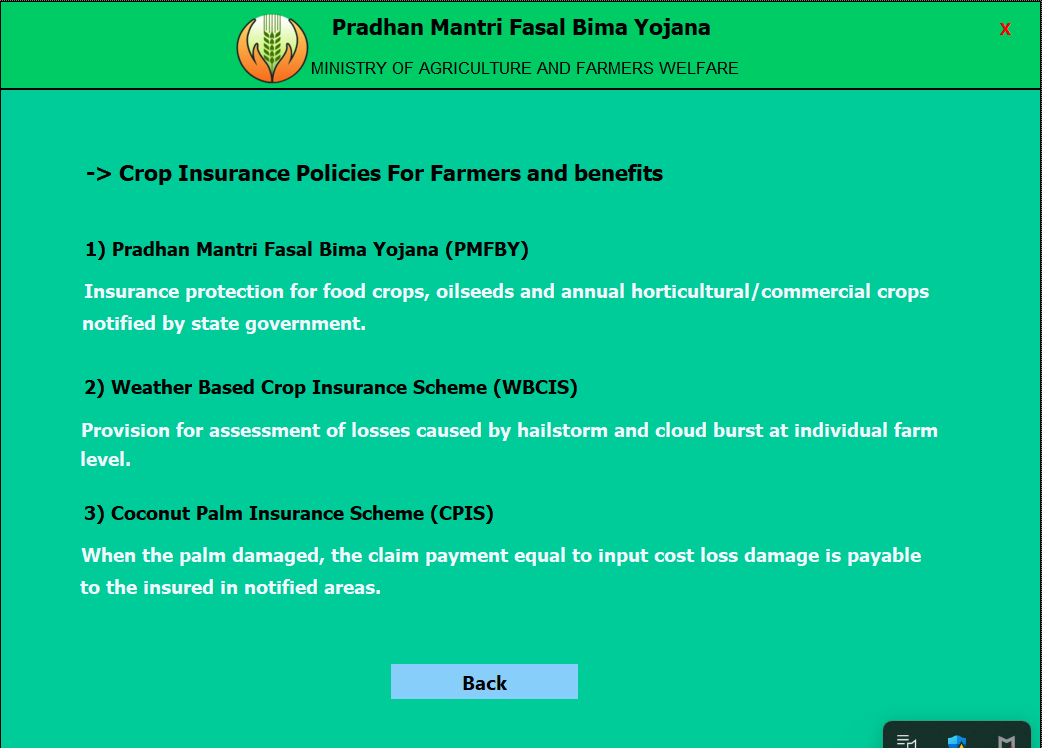 Pradhan Mantri Fasal Bima Yojana
X
MINISTRY OF AGRICULTURE AND FARMERS WELFARE
-> Crop Insurance Policies For Farmers and benefits
1) Pradhan Mantri Fasal Bima Yojana (PMFBY)
Insurance protection for food crops, oilseeds and annual horticultural/commercial crops
notified by state government.
2) Weather Based Crop Insurance Scheme (WBCIS)
Provision for assessment of losses caused by hailstorm and cloud burst at individual farm
level.
3) Coconut Palm Insurance Scheme (CPIS)
When the palm damaged, the claim payment equal to input cost loss damage is payable
to the insured in notified areas.
Back